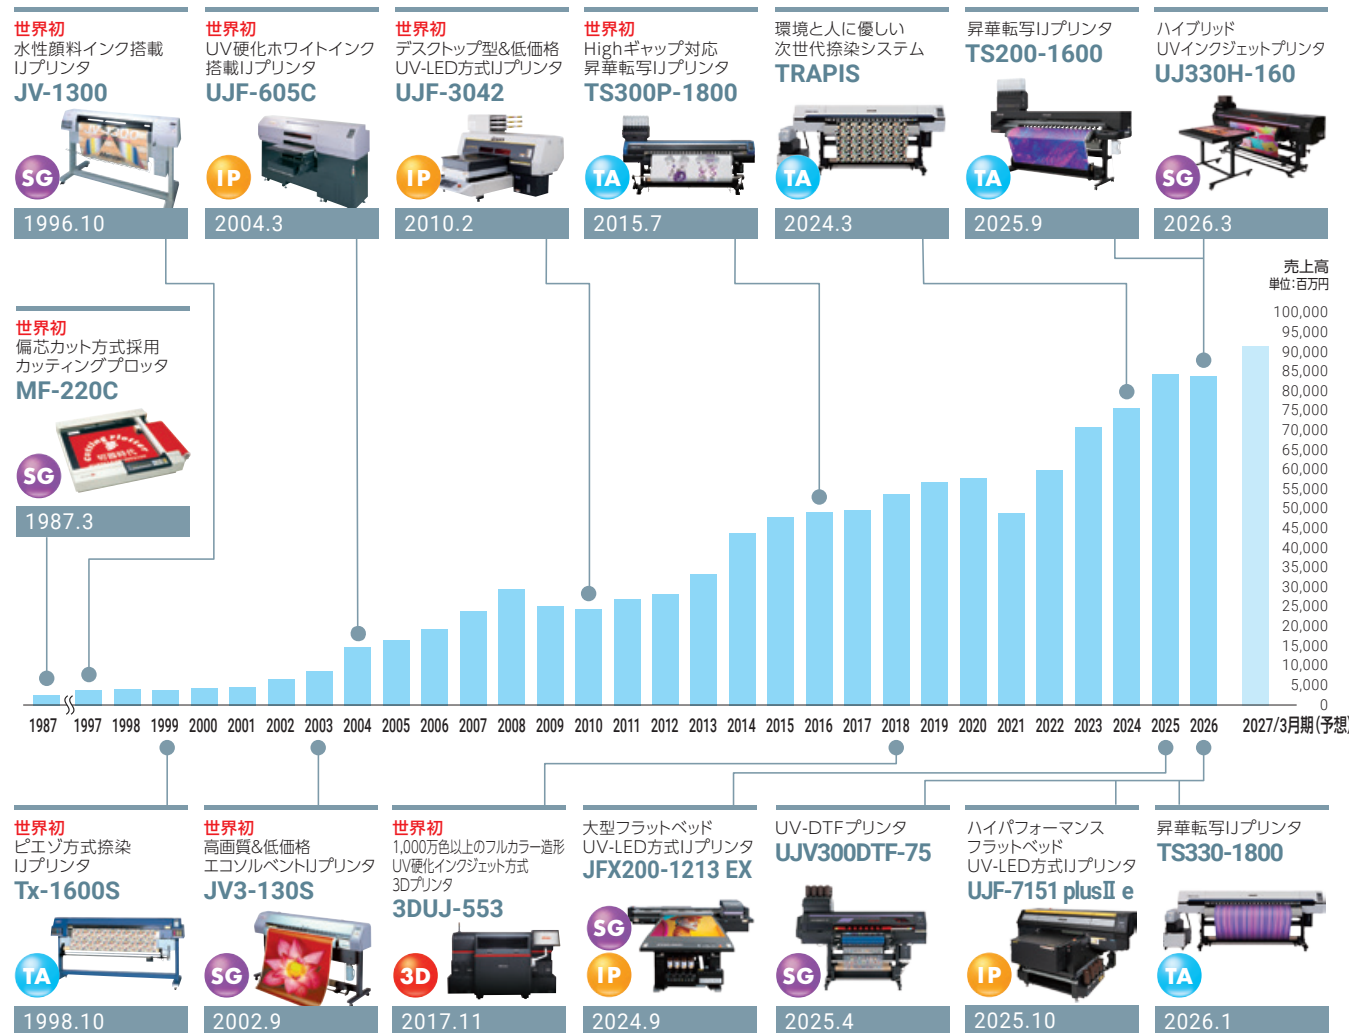 世界初
水性顔料インク搭載
IJプリンタ
JV-1300
SG
1996.10
世界初
UV硬化ホワイトインク
搭載IJプリンタ
UJF-605C
IP
2004.3
世界初
デスクトップ型&低価格
UV-LED方式IJプリンタ
UJF-3042
IP
2010.2
世界初
Highギャップ対応
昇華転写IJプリンタ
TS300P-1800
TA
2015.7
環境と人に優しい
次世代捺染システム
TRAPIS
TA
2024.3
昇華転写IJプリンタ
TS200-1600
TA
2025.9
ハイブリッド
UVインクジェットプリンタ
UJ330H-160
SG
2026.3
世界初
偏芯カット方式採用
カッティングプロッタ
MF-220C
Cutting Plotter
切器時代
SG
1987.3
売上高
単位:百万円
100,000
95,000
90,000
85,000
80,000
75,000
70,000
65,000
60,000
55,000
50,000
45,000
40,000
35,000
30,000
25,000
20,000
15,000
10,000
5,000
0
1987 1997 1998 1999 2000 2001 2002 2003 2004 2005 2006 2007 2008 2009 2010 2011 2012 2013 2014 2015 2016 2017 2018 2019 2020 2021 2022 2023 2024 2025 2026 2027/3月期(予想)
世界初
ピエゾ方式捺染
IJプリンタ
Tx-1600S
TA
1998.10
世界初
高画質&低価格
エコソルベントIJプリンタ
JV3-130S
SG
2002.9
世界初
1,000万色以上のフルカラー造形
UV硬化インクジェット方式
3Dプリンタ
3DUJ-553
3D
2017.11
大型フラットベッド
UV-LED方式IJプリンタ
JFX200-1213 EX
SG
IP
2024.9
UV-DTFプリンタ
UJV300DTF-75
SG
2025.4
ハイパフォーマンス
フラットベッド
UV-LED方式IJプリンタ
UJF-7151 plusⅡ e
IP
2025.10
昇華転写IJプリンタ
TS330-1800
TA
2026.1